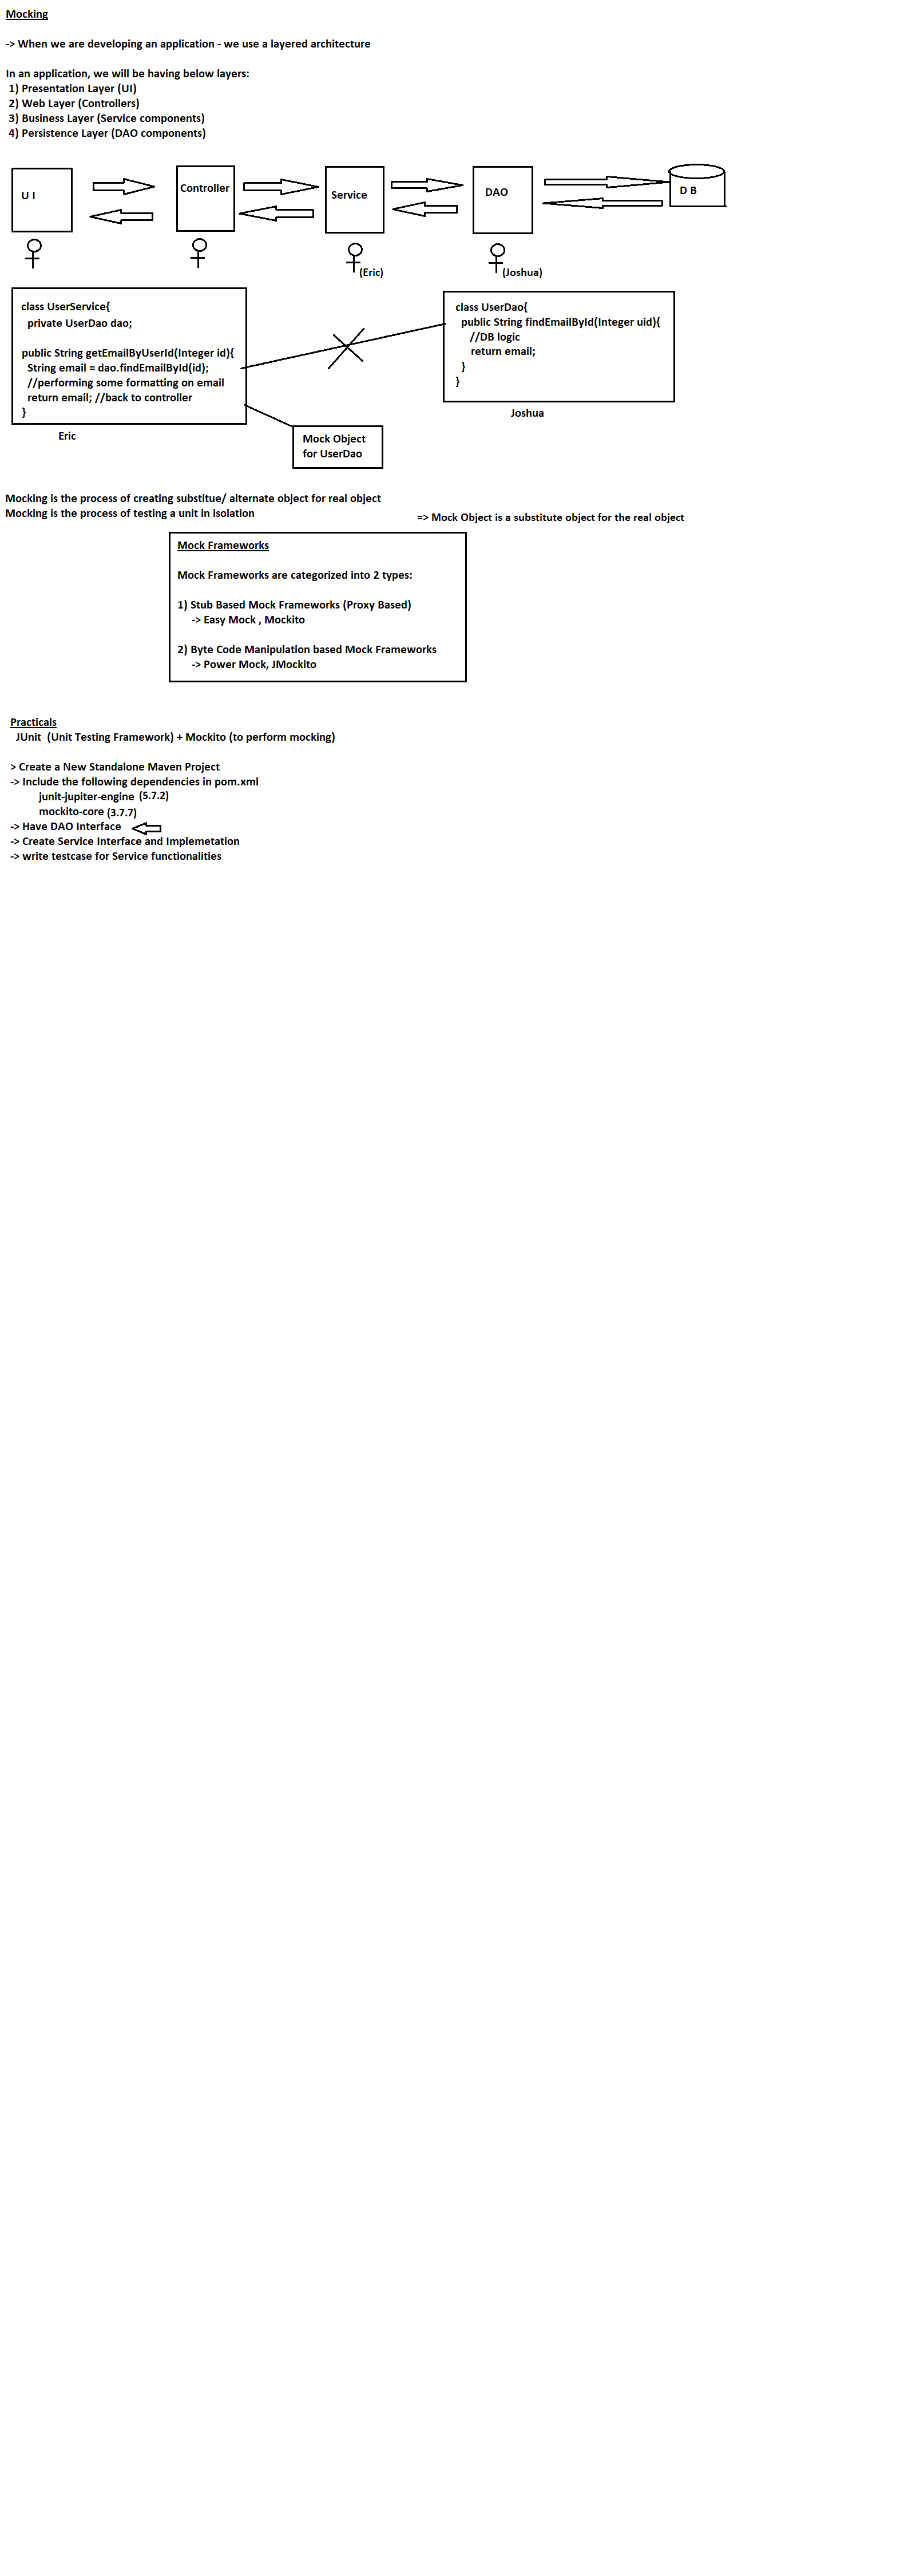 Mocking
-> When we are developing an application - we use a layered architecture
In an application, we will be having below layers:
1) Presentation Layer (UI)
2) Web Layer (Controllers)
3) Business Layer (Service components)
4) Persistence Layer (DAO components)
U I
Controller
Service
DAO
D B
(Eric)
(Joshua)
class UserService{
private UserDao dao;
public String getEmailByUserId(Integer id){
String email = dao.findEmailById(id);
//performing some formatting on email
return email; //back to controller
}
Eric
class UserDao{
public String findEmailById(Integer uid){
//DB logic
return email;
}
}
Joshua
Mock Object
for UserDao
Mocking is the process of creating substitue/ alternate object for real object
Mocking is the process of testing a unit in isolation
=> Mock Object is a substitute object for the real object
Mock Frameworks
Mock Frameworks are categorized into 2 types:
1) Stub Based Mock Frameworks (Proxy Based)
-> Easy Mock , Mockito
2) Byte Code Manipulation based Mock Frameworks
-> Power Mock, JMockito
Practicals
JUnit (Unit Testing Framework) + Mockito (to perform mocking)
> Create a New Standalone Maven Project
-> Include the following dependencies in pom.xml
junit-jupiter-engine (5.7.2)
mockito-core (3.7.7)
-> Have DAO Interface
-> Create Service Interface and Implemetation
-> write testcase for Service functionalities